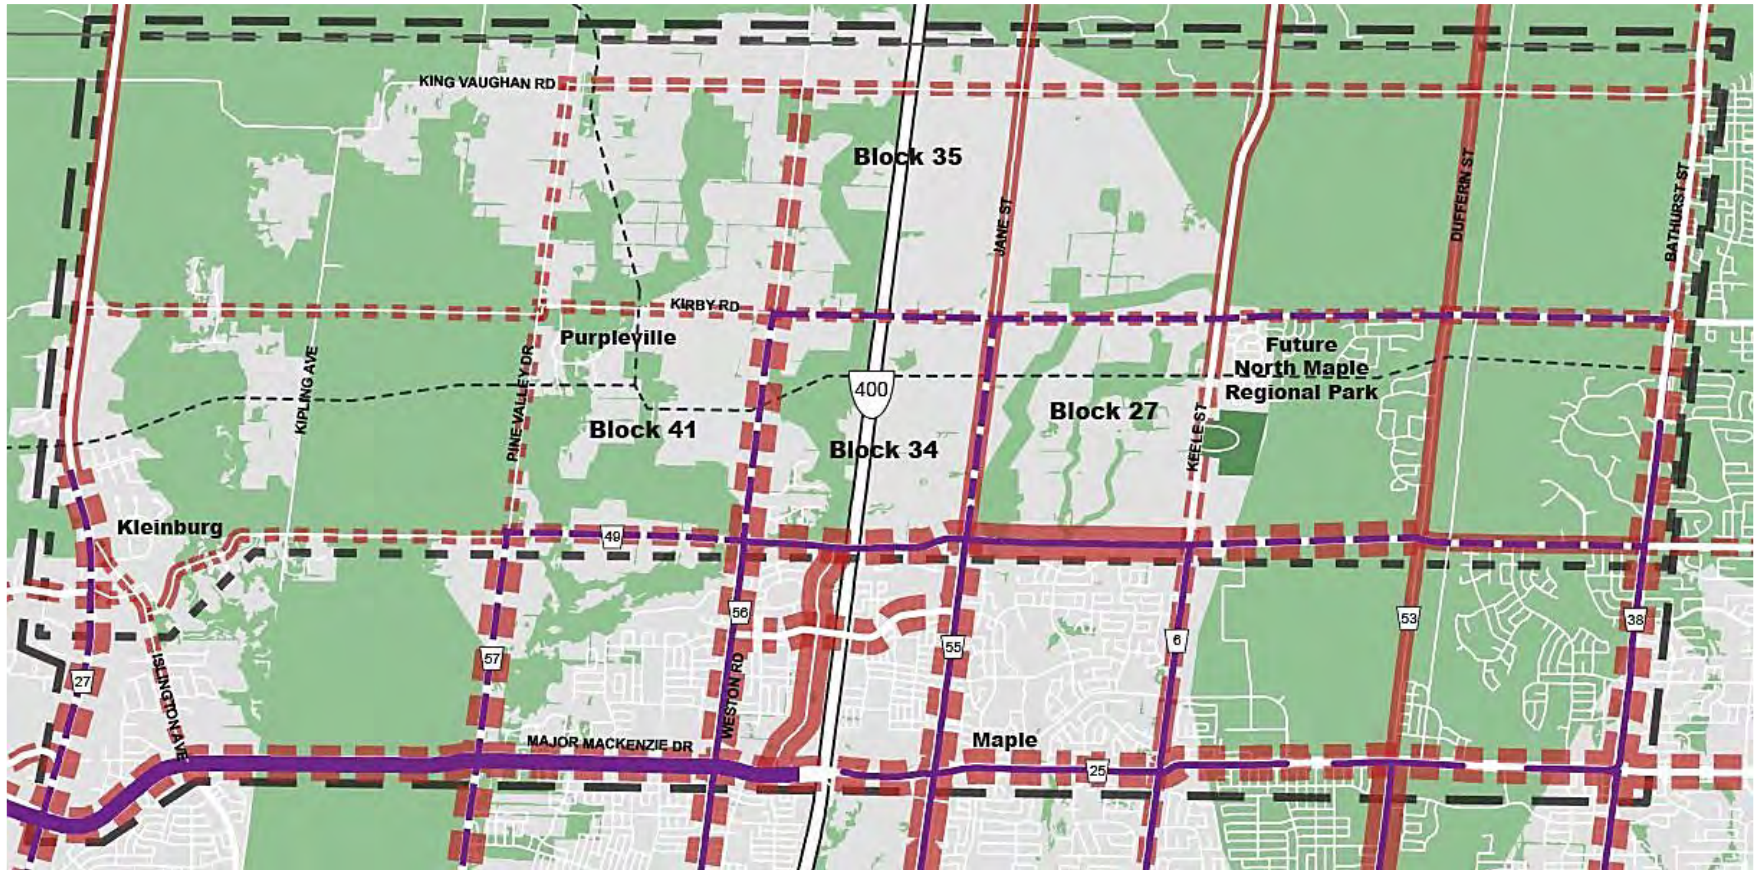 KING VAUGHAN RD
Block 35
JANE ST
DUFFERIN ST
BATHURST ST
KIRBY RD
Purpleville
KIPLING AVE
PINE VALLEY DR
400
Future
North Maple
Regional Park
Block 41
Block 34
Block 27
KEELE ST
Kleinburg
49
56
57
55
6
53
38
27
ISLINGTON AVE
WESTON RD
MAJOR MACKENZIE DR
Maple
25